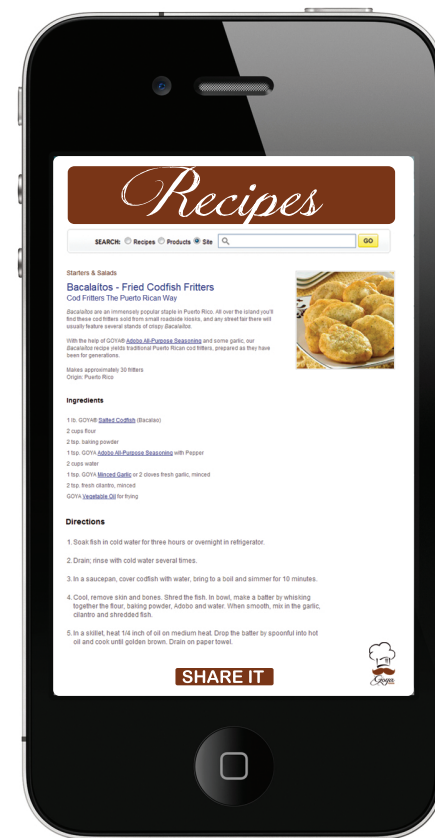 Recipes
SEARCH: Recipes Products Site GO
Starters & Salads
Bacalaítos - Fried Codfish Fritters
Cod Fritters The Puerto Rican Way
Bacalaítos are an immensely popular staple in Puerto Rico. All over the island you'll
find these cod fritters sold from small roadside kiosks, and any street fair there will
usually feature several stands of crispy Bacalaítos.
With the help of GOYA® Adobo All-Purpose Seasoning and some garlic, our
Bacalaítos recipe yields traditional Puerto Rican cod fritters, prepared as they have
been for generations.
Makes approximately 30 fritters
Origin: Puerto Rico
Ingredients
1 lb. GOYA® Salted Codfish (Bacalao)
2 cups flour
2 tsp. baking powder
1 tsp. GOYA Adobo All-Purpose Seasoning with Pepper
2 cups water
1 tsp. GOYA Minced Garlic or 2 cloves fresh garlic, minced
2 tsp. fresh cilantro, minced
GOYA Vegetable Oil for frying
Directions
1. Soak fish in cold water for three hours or overnight in refrigerator.
2. Drain; rinse with cold water several times.
3. In a saucepan, cover codfish with water, bring to a boil and simmer for 10 minutes.
4. Cool, remove skin and bones. Shred the fish. In bowl, make a batter by whisking
together the flour, baking powder, Adobo and water. When smooth, mix in the garlic,
cilantro and shredded fish.
5. In a skillet, heat 1/4 inch of oil on medium heat. Drop the batter by spoonful into hot
oil and cook until golden brown. Drain on paper towel.
SHARE IT
Goya